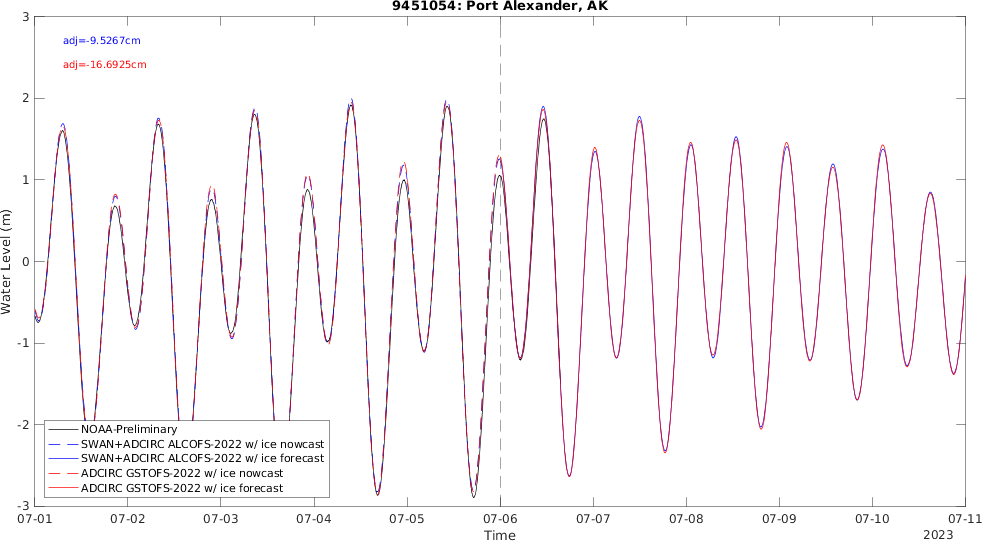 9451054: Port Alexander, AK
adj=-9.5267cm
adj=-16.6925cm
Water Level (m)
3
2
1
0
-1
-2
-3
NOAA-Preliminary
SWAN+ADCIRC ALCOFS-2022 w/ ice nowcast
SWAN+ADCIRC ALCOFS-2022 w/ ice forecast
ADCIRC GSTOFS-2022 w/ ice nowcast
ADCIRC GSTOFS-2022 w/ ice forecast
07-01 07-02 07-03 07-04 07-05 07-06 07-07 07-08 07-09 07-10 07-11
Time
2023